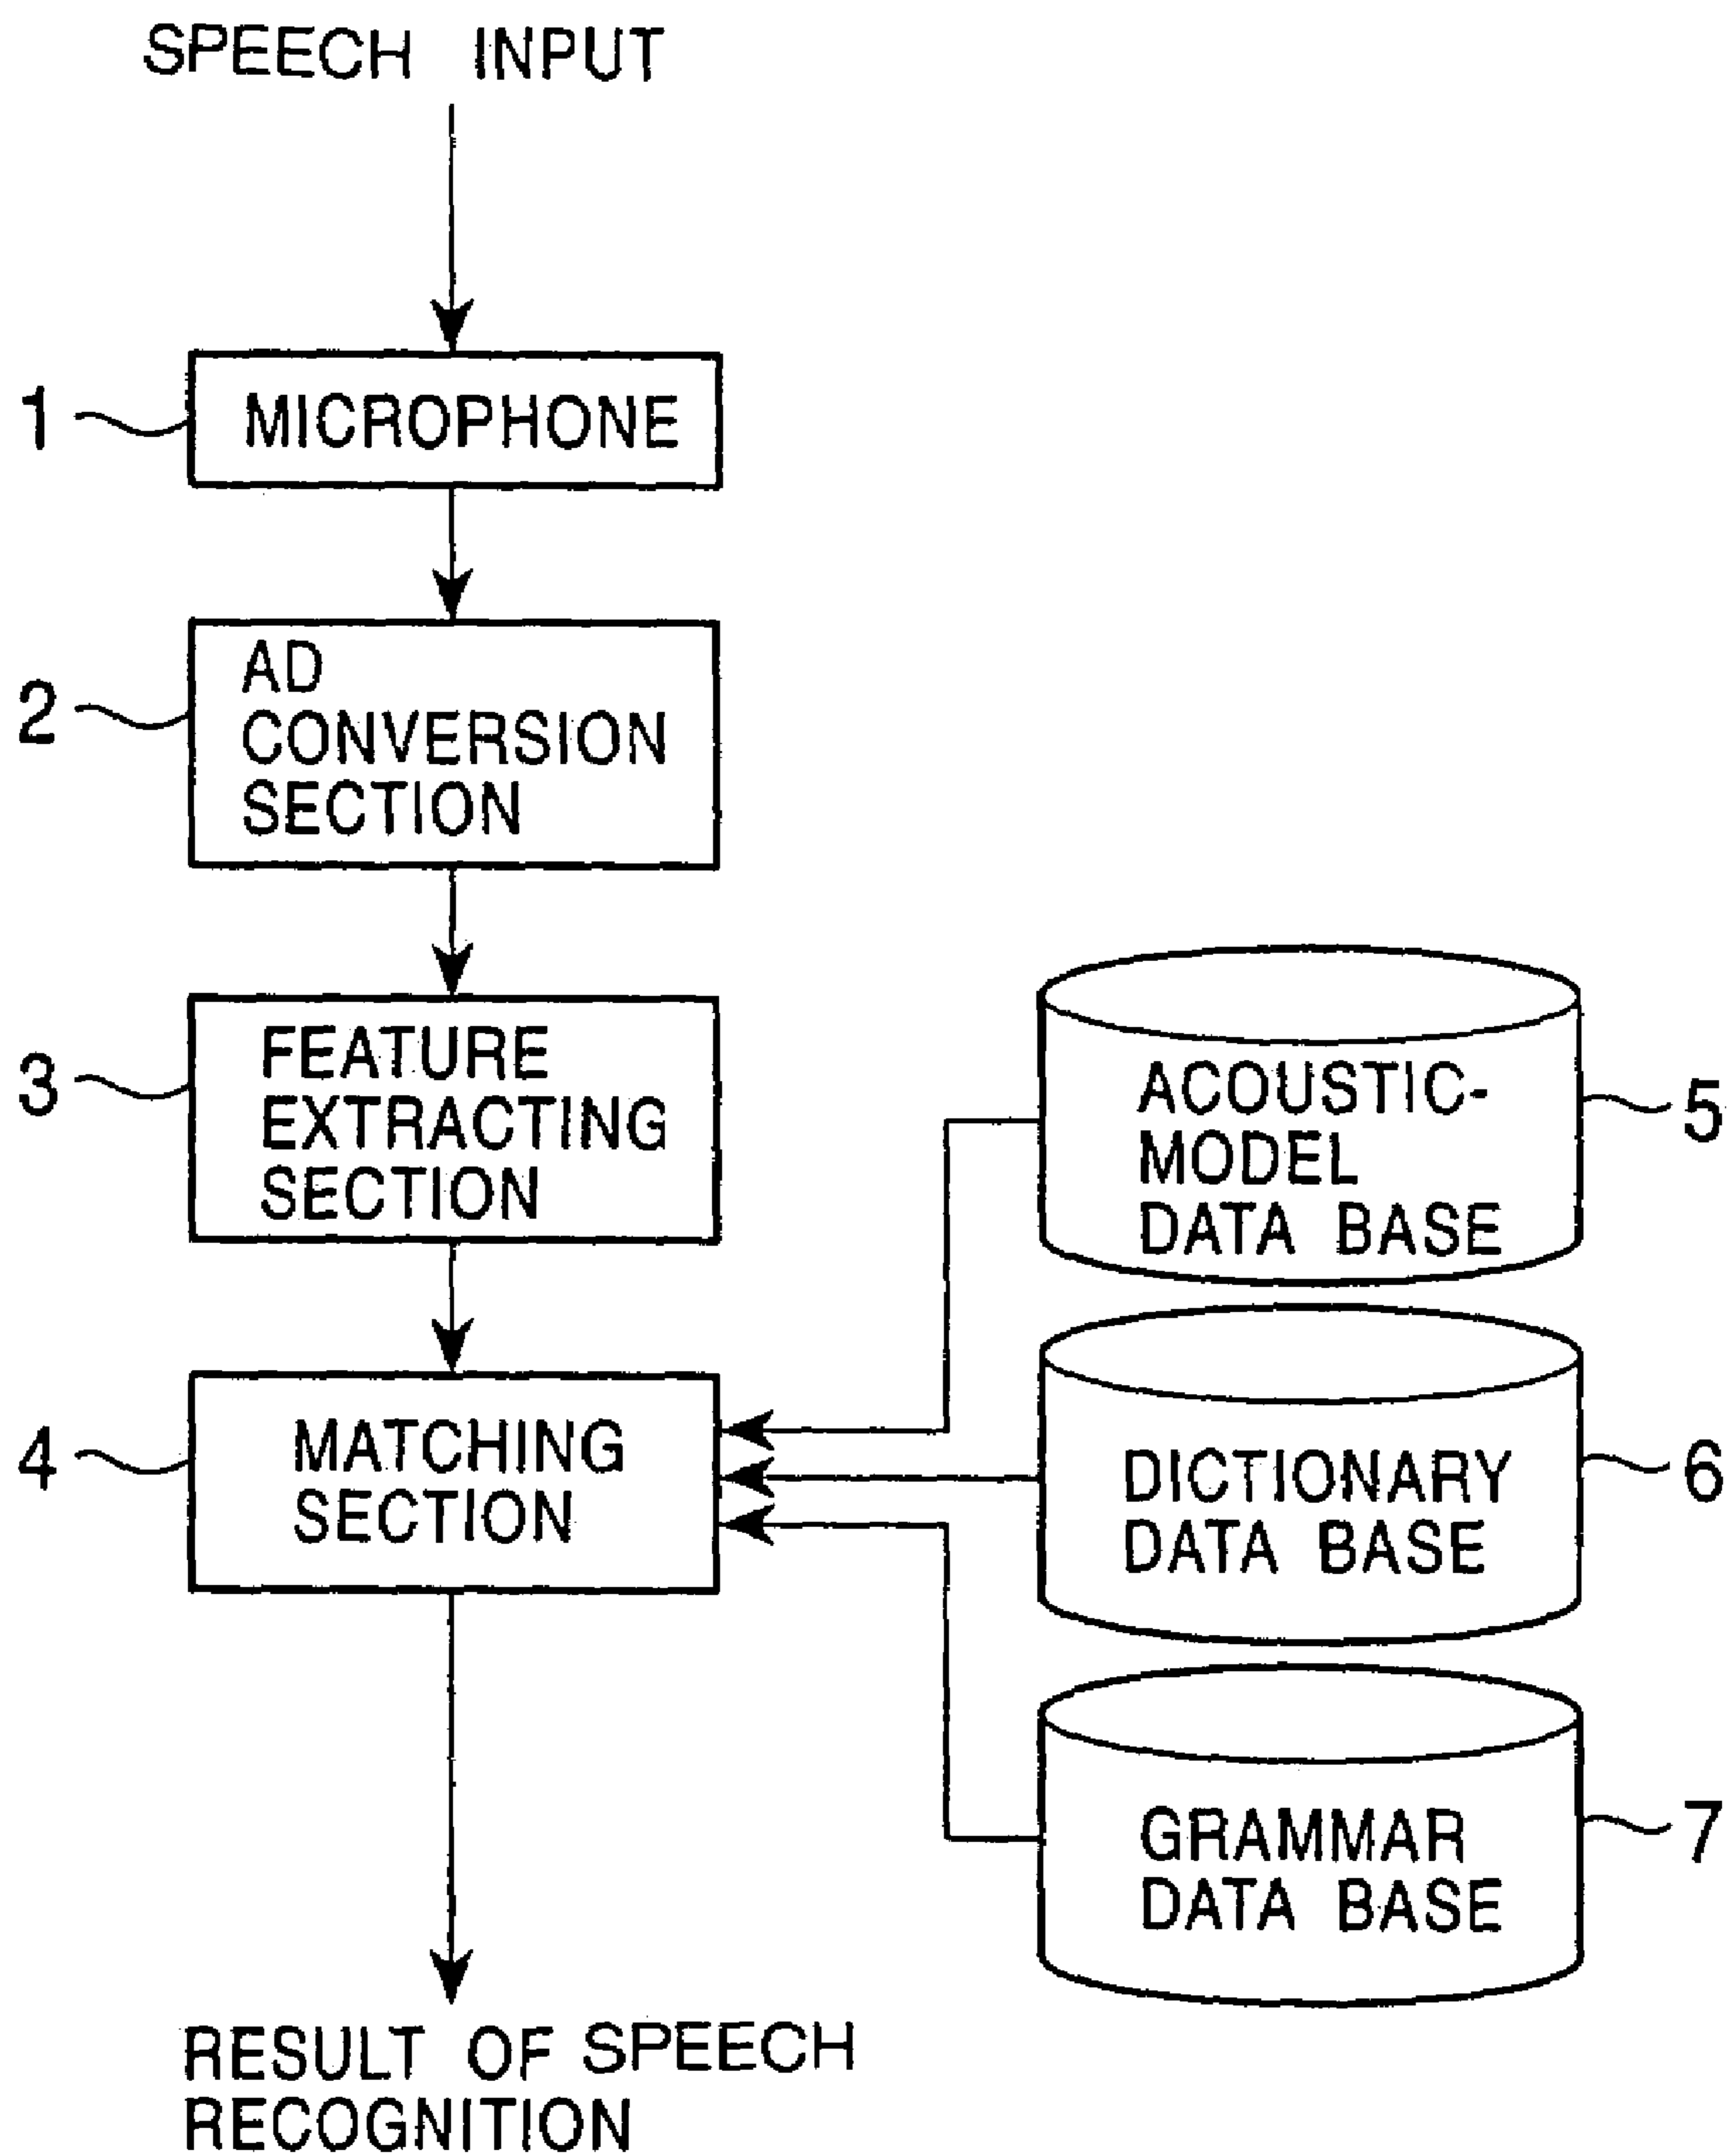 SPEECH INPUT
1
MICROPHONE
2
AD
CONVERSION
SECTION
3
FEATURE
EXTRACTING
SECTION
ACOUSTIC-
MODEL
DATA BASE
5
4
MATCHING
SECTION
DICTIONARY
DATA BASE
6
GRAMMAR
DATA BASE
7
RESULT OF SPEECH
RECOGNITION